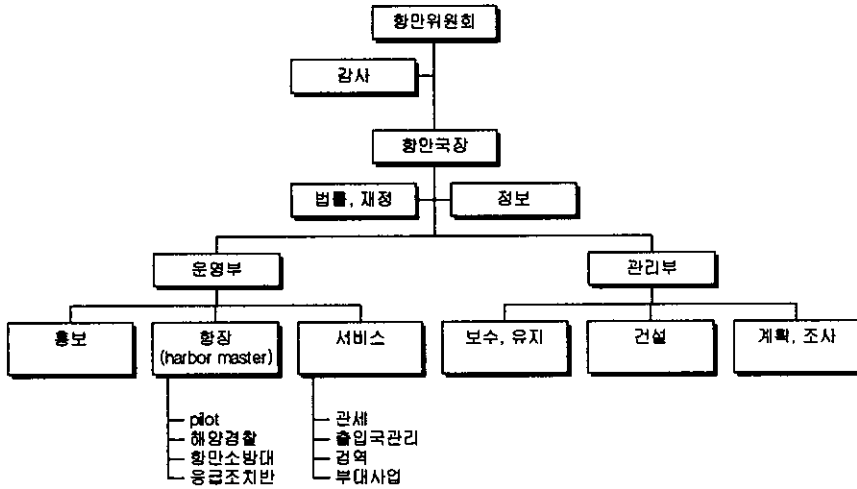 항만위원회
감사
항만국장
법률, 재정
정보
운영부
관리부
홍보
항장
(harbor master)
서비스
보수, 유지
건설
계획, 조사
pilot
해양경찰
항만소방대
응급조치반
관세
출입국관리
검역
부대사업